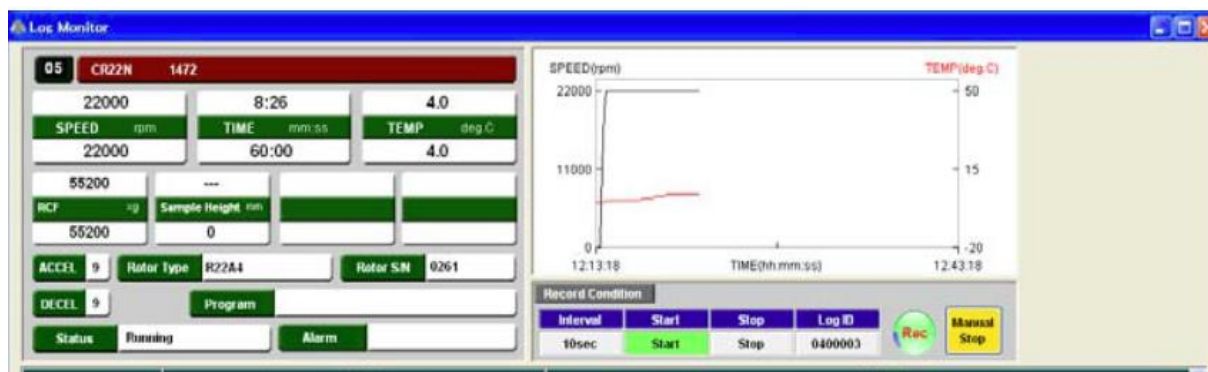 Log Monitor
05 CR22N 1472
22000 8:26 4.0
SPEED rpm TIME mm:ss TEMP deg.C
22000 60:00 4.0
55200 ---
RCF xg Sample Height mm
55200 0
ACCEL 9 Rotor Type R22A4 Rotor S.N 0261
DECEL 9 Program
Status Running Alarm
SPEED(rpm) TEMP(deg.C)
22000 50
11000 15
0 -20
12:13:18 TIME(hh:mm:ss) 12:43:18
Record Condition
Interval Start Stop Log ID
10sec Start Stop 0400003
Rec
Manual
Stop